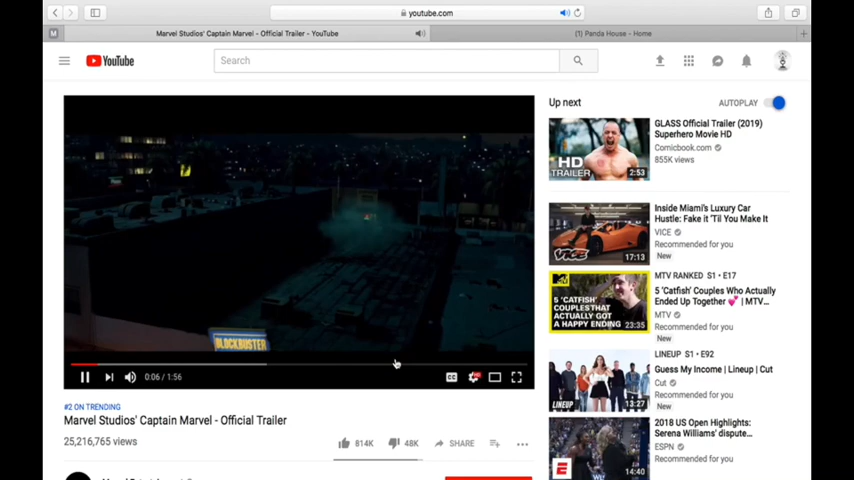 youtube.com
M
Marvel Studios' Captain Marvel - Official Trailer - YouTube
(1) Panda House - Home
YouTube
Search
BLOCKBUSTER
0:06 / 1:56
CC
HD
#2 ON TRENDING
Marvel Studios' Captain Marvel - Official Trailer
25,216,765 views
814K
48K
SHARE
Up next
AUTOPLAY
HD
TRAILER
2:53
GLASS Official Trailer (2019)
Superhero Movie HD
Comicbook.com
855K views
VICE
17:13
Inside Miami's Luxury Car
Hustle: Fake it 'Til You Make It
VICE
Recommended for you
New
MTV
5 'CATFISH'
COUPLES THAT
ACTUALLY GOT
A HAPPY ENDING
23:35
MTV RANKED S1 • E17
5 'Catfish' Couples Who Actually
Ended Up Together 💕 | MTV...
MTV
Recommended for you
New
LINEUP
13:27
LINEUP S1 • E92
Guess My Income | Lineup | Cut
Cut
Recommended for you
New
E
14:40
2018 US Open Highlights:
Serena Williams' dispute...
ESPN
Recommended for you